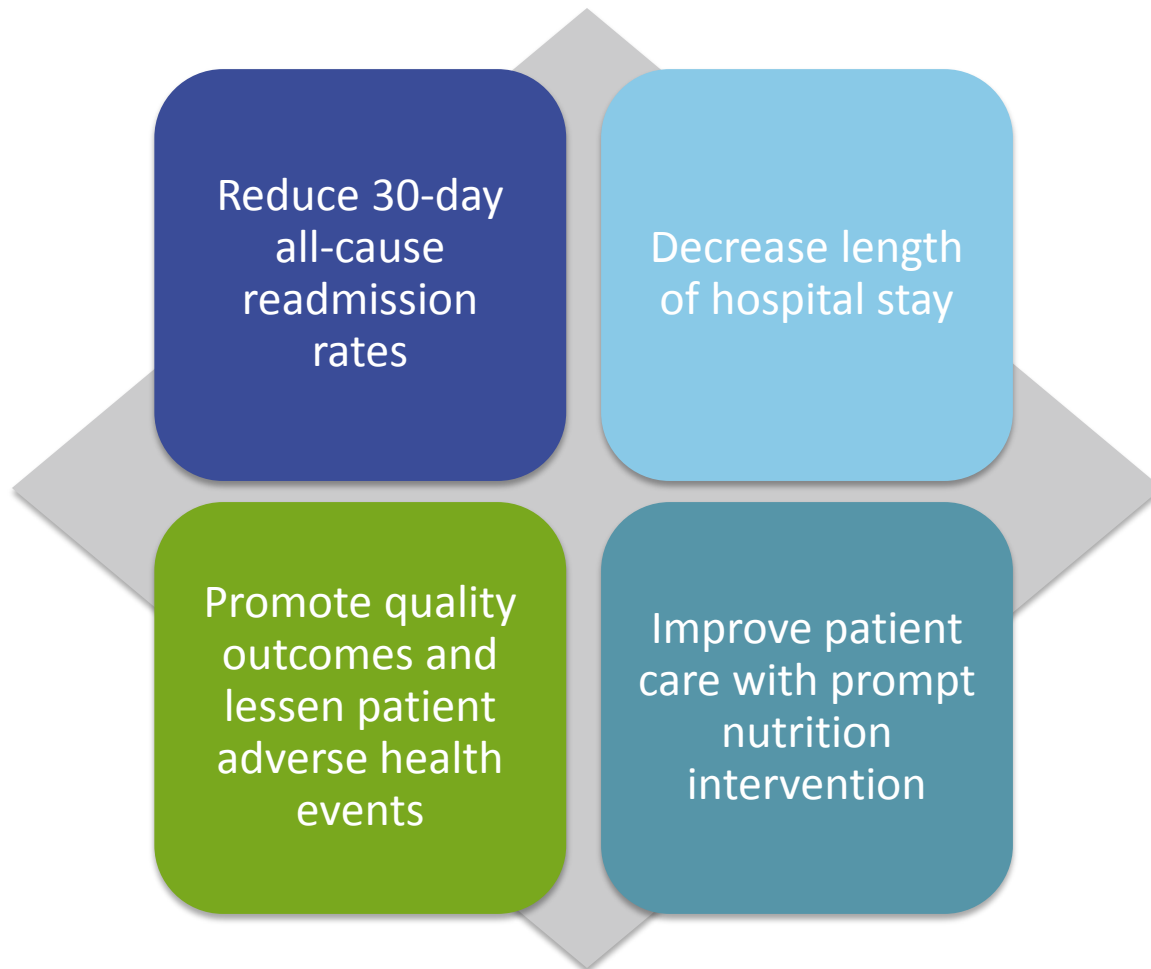 Reduce 30-day
all-cause
readmission
rates
Decrease length
of hospital stay
Promote quality
outcomes and
lessen patient
adverse health
events
Improve patient
care with prompt
nutrition
intervention